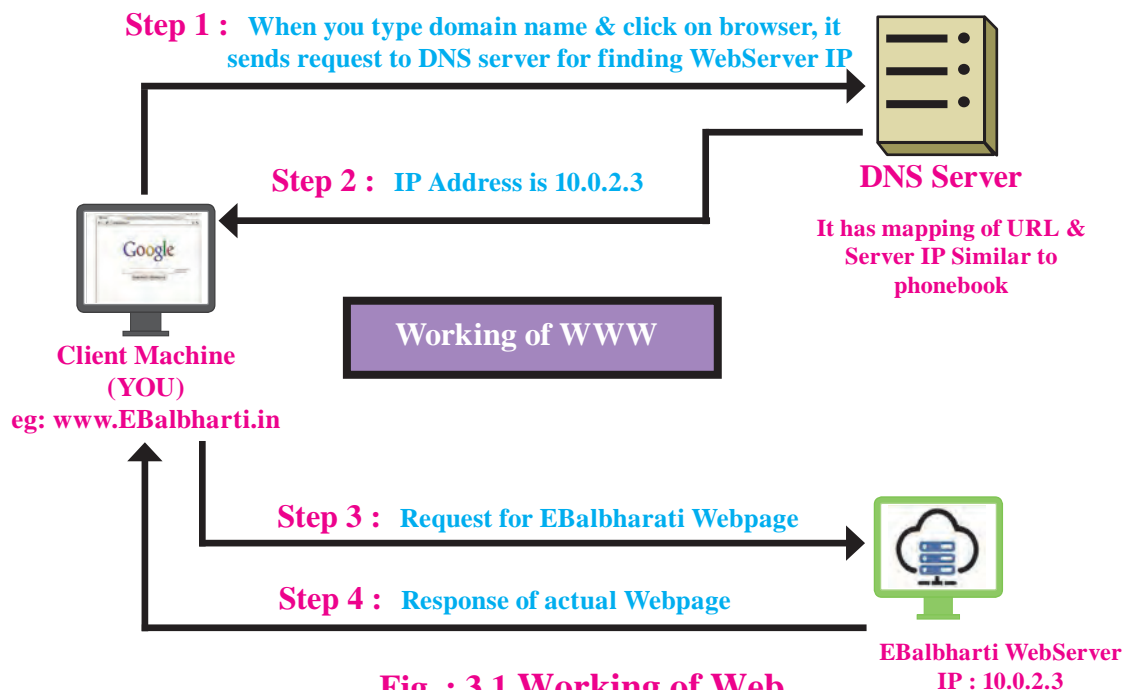 Step 1 : When you type domain name & click on browser, it
sends request to DNS server for finding WebServer IP
Step 2 : IP Address is 10.0.2.3
DNS Server
It has mapping of URL &
Server IP Similar to
phonebook
Google
Working of WWW
Client Machine
(YOU)
eg: www.EBalbharti.in
Step 3 : Request for EBalbharati Webpage
Step 4 : Response of actual Webpage
EBalbharti WebServer
IP : 10.0.2.3
Fig. : 3.1 Working of Web